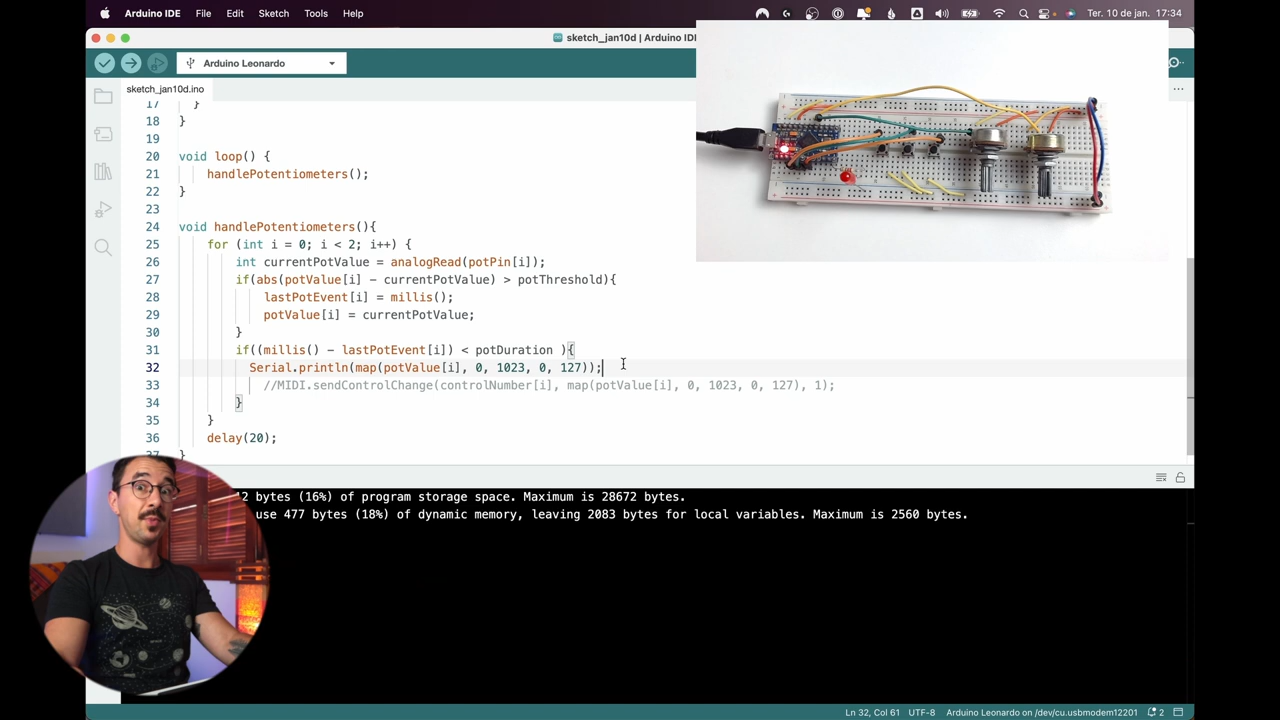 Arduino IDE File Edit Sketch Tools Help Ter. 10 de jan. 17:34
sketch_jan10d | Arduino IDE
Arduino Leonardo
sketch_jan10d.ino
17 }
18 }
19
20 void loop() {
21 handlePotentiometers();
22 }
23
24 void handlePotentiometers(){
25 for (int i = 0; i < 2; i++) {
26 int currentPotValue = analogRead(potPin[i]);
27 if(abs(potValue[i] - currentPotValue) > potThreshold){
28 lastPotEvent[i] = millis();
29 potValue[i] = currentPotValue;
30 }
31 if((millis() - lastPotEvent[i]) < potDuration ){
32 Serial.println(map(potValue[i], 0, 1023, 0, 127));
33 //MIDI.sendControlChange(controlNumber[i], map(potValue[i], 0, 1023, 0, 127), 1);
34 }
35 }
36 delay(20);
37 }
2 bytes (16%) of program storage space. Maximum is 28672 bytes.
use 477 bytes (18%) of dynamic memory, leaving 2083 bytes for local variables. Maximum is 2560 bytes.
Ln 32, Col 61 UTF-8 Arduino Leonardo on /dev/cu.usbmodem12201 2